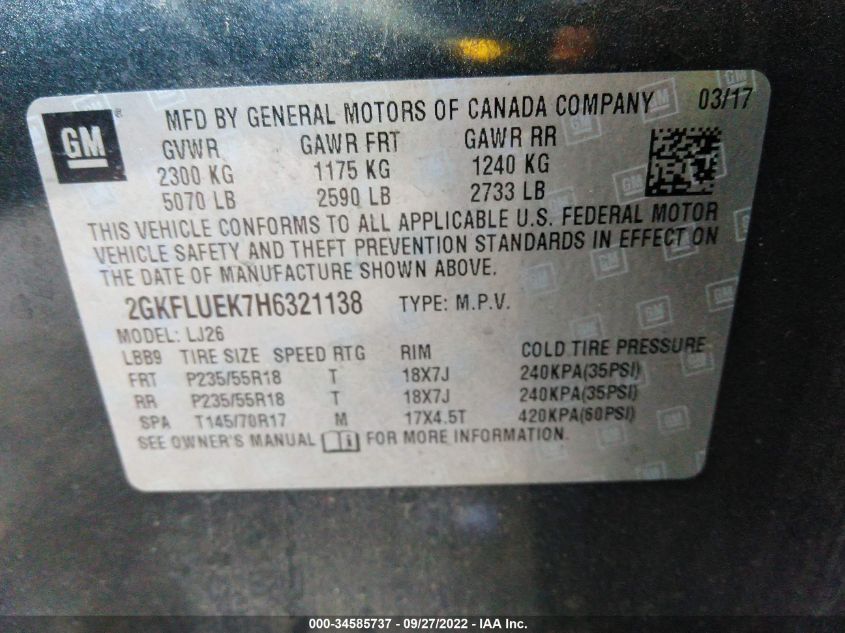 GM
MFD BY GENERAL MOTORS OF CANADA COMPANY 03/17
GVWR GAWR FRT GAWR RR
2300 KG 1175 KG 1240 KG
5070 LB 2590 LB 2733 LB
THIS VEHICLE CONFORMS TO ALL APPLICABLE U.S. FEDERAL MOTOR
VEHICLE SAFETY AND THEFT PREVENTION STANDARDS IN EFFECT ON
THE DATE OF MANUFACTURE SHOWN ABOVE.
2GKFLUEK7H6321138 TYPE: M.P.V.
MODEL: LJ26
LBB9 TIRE SIZE SPEED RTG RIM COLD TIRE PRESSURE
FRT P235/55R18 T 18X7J 240KPA(35PSI)
RR P235/55R18 T 18X7J 240KPA(35PSI)
SPA T145/70R17 M 17X4.5T 420KPA(60PSI)
SEE OWNER'S MANUAL FOR MORE INFORMATION.
000-34585737 - 09/27/2022 - IAA Inc.